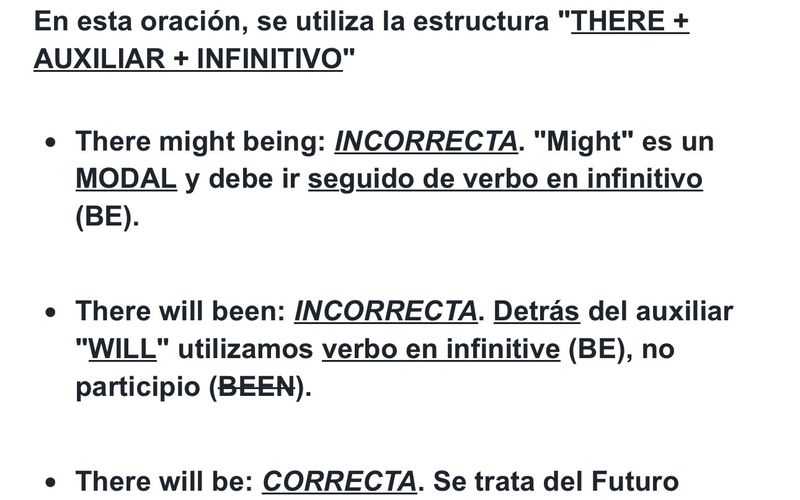 En esta oración, se utiliza la estructura "THERE +
AUXILIAR + INFINITIVO"
• There might being: INCORRECTA. "Might" es un
MODAL y debe ir seguido de verbo en infinitivo
(BE).
• There will been: INCORRECTA. Detrás del auxiliar
"WILL" utilizamos verbo en infinitive (BE), no
participio (BEEN).
• There will be: CORRECTA. Se trata del Futuro